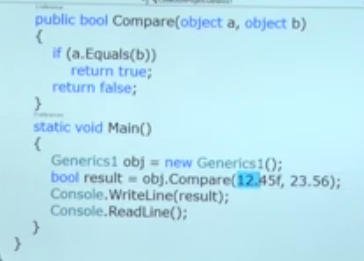 public bool Compare(object a, object b)
{
if (a.Equals(b))
return true;
return false;
}
static void Main()
{
Generics1 obj = new Generics1();
bool result = obj.Compare(12.45f, 23.56);
Console.WriteLine(result);
Console.ReadLine();
}
}